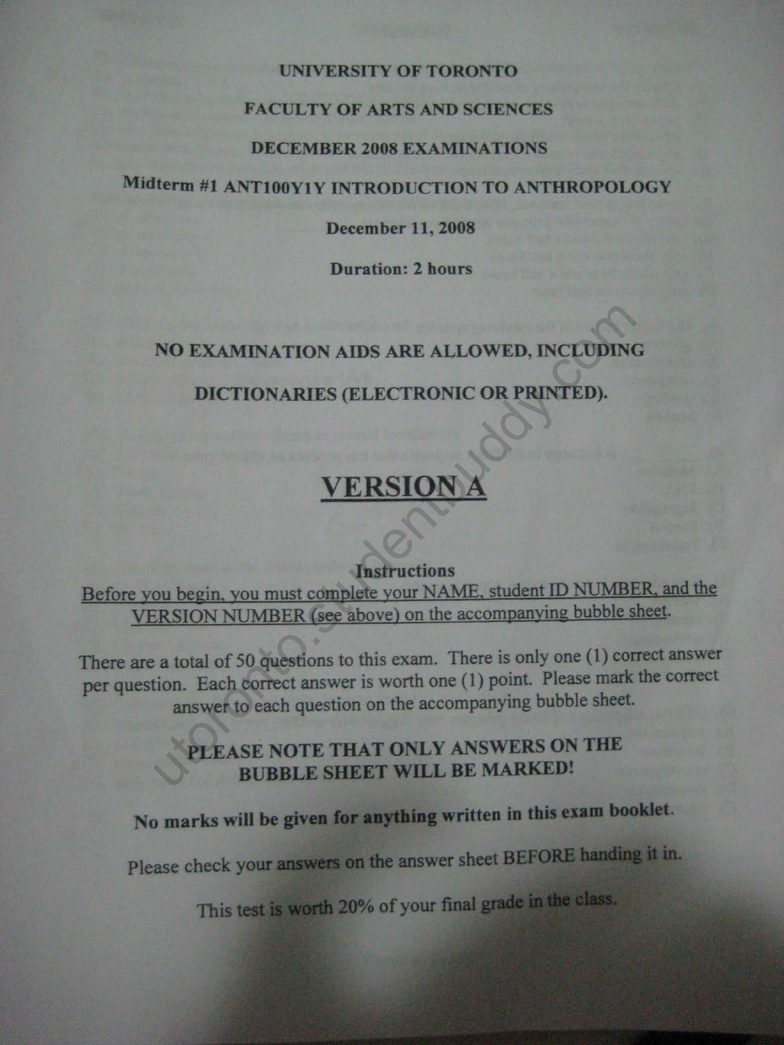 UNIVERSITY OF TORONTO
FACULTY OF ARTS AND SCIENCES
DECEMBER 2008 EXAMINATIONS
Midterm #1 ANT100Y1Y INTRODUCTION TO ANTHROPOLOGY
December 11, 2008
Duration: 2 hours
NO EXAMINATION AIDS ARE ALLOWED, INCLUDING
DICTIONARIES (ELECTRONIC OR PRINTED).
VERSION A
Instructions
Before you begin, you must complete your NAME, student ID NUMBER, and the
VERSION NUMBER (see above) on the accompanying bubble sheet.
There are a total of 50 questions to this exam. There is only one (1) correct answer
per question. Each correct answer is worth one (1) point. Please mark the correct
answer to each question on the accompanying bubble sheet.
PLEASE NOTE THAT ONLY ANSWERS ON THE
BUBBLE SHEET WILL BE MARKED!
No marks will be given for anything written in this exam booklet.
Please check your answers on the answer sheet BEFORE handing it in.
This test is worth 20% of your final grade in the class.
utoronto.studentbuddy.com